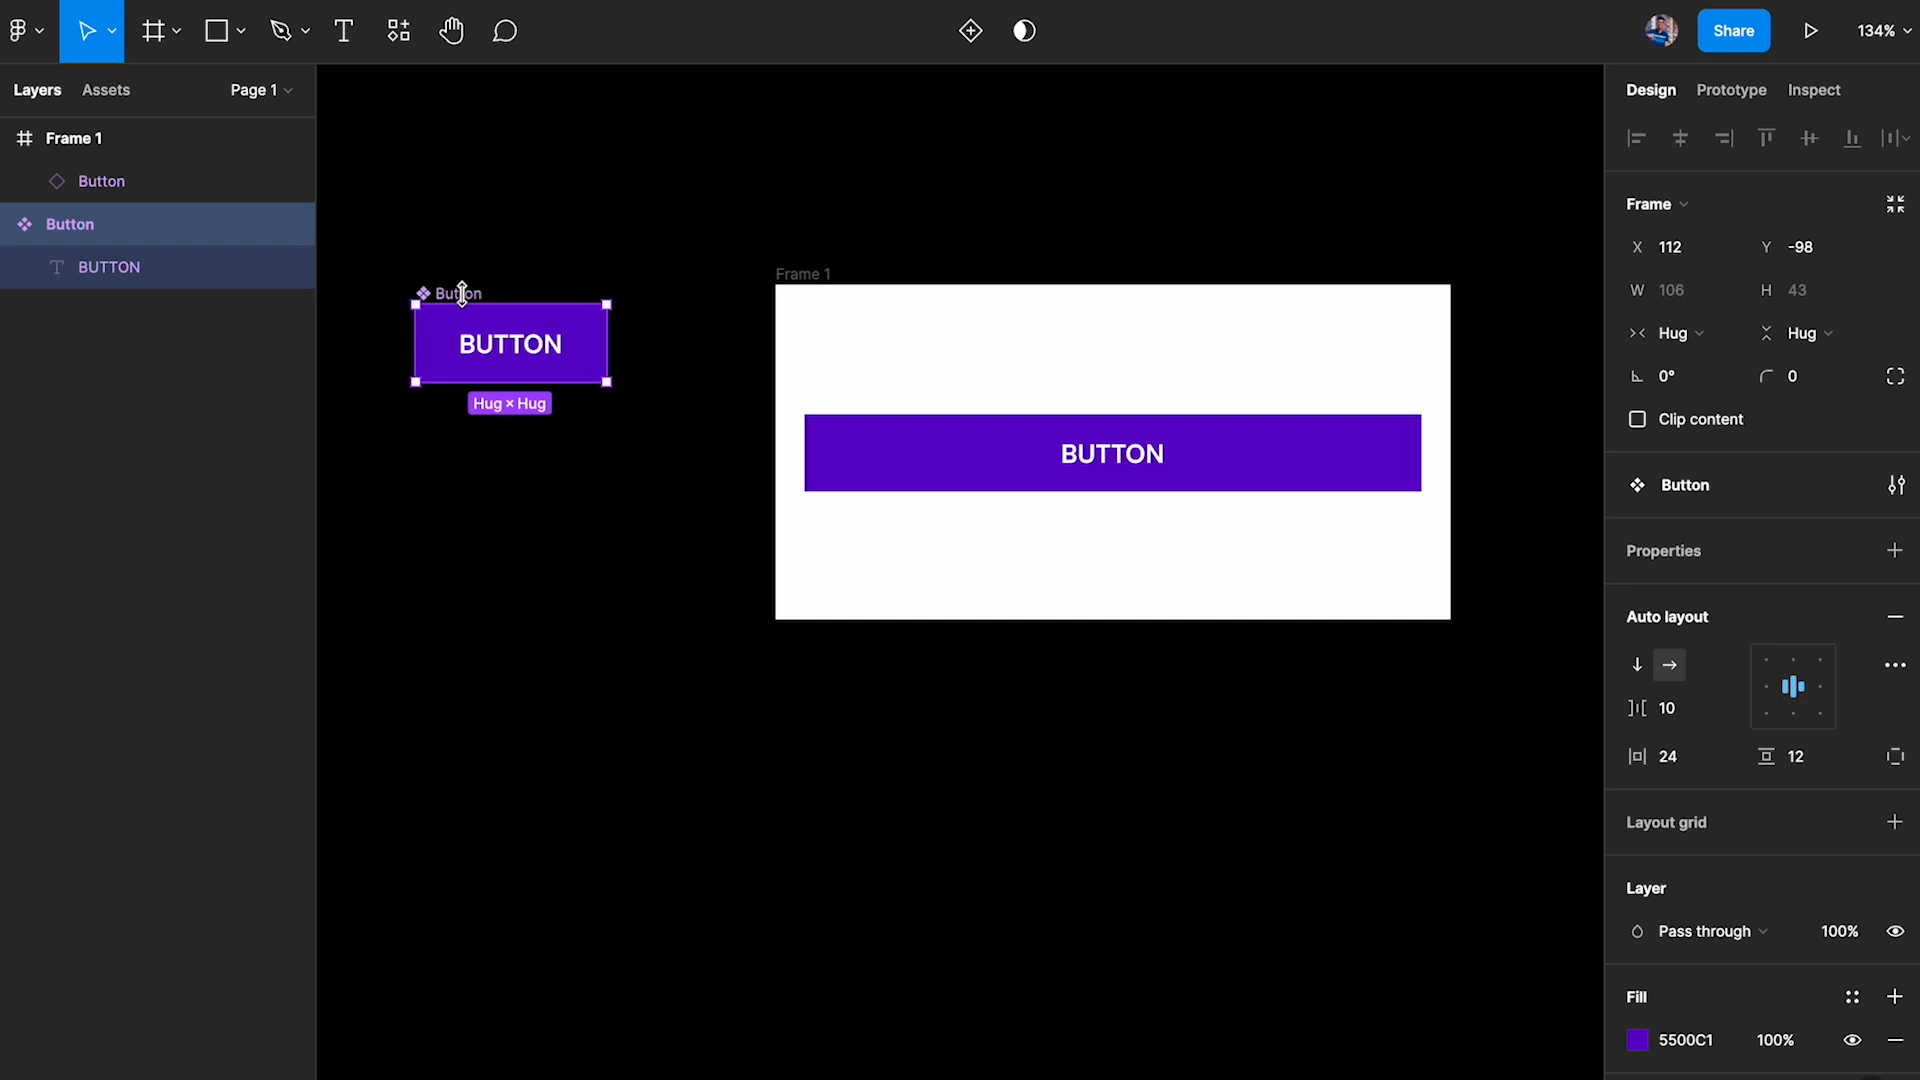 Share
134%
Layers Assets Page 1
Frame 1
Button
Button
BUTTON
Button
BUTTON
Hug × Hug
Frame 1
BUTTON
Design Prototype Inspect
Frame
X 112 Y -98
W 106 H 43
Hug Hug
0° 0
Clip content
Button
Properties
Auto layout
10
24 12
Layout grid
Layer
Pass through 100%
Fill
5500C1 100%